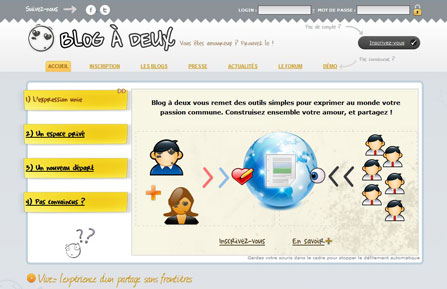 Suivez-nous
LOGIN :
? MOT DE PASSE :
BLOG À DEUX
Vous êtes amoureux ? Prouvez le !
Pas de compte ?
Inscrivez-vous
Pas convaincu ?
ACCUEIL INSCRIPTION LES BLOGS PRESSE ACTUALITÉS LE FORUM DÉMO
1) L'expression unie
2) Un espace privé
3) Un nouveau départ
4) Pas convaincus ?
Blog à deux vous remet des outils simples pour exprimer au monde votre
passion commune. Construisez ensemble votre amour, et partagez !
Inscrivez-vous
En savoir+
Gardez votre souris dans le cadre pour stopper le défilement automatique
Vivez l'expérience d'un partage sans frontières